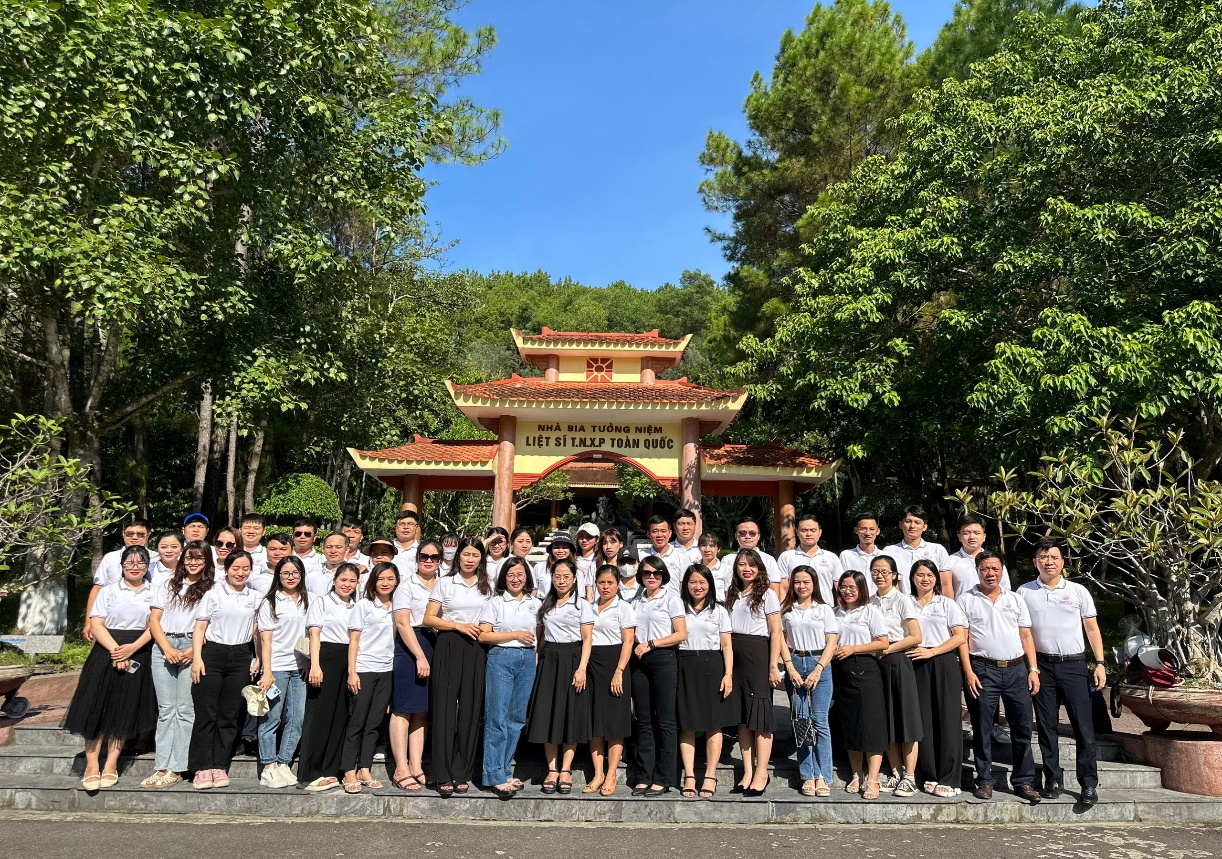 NHÀ BIA TƯỞNG NIỆM
LIỆT SĨ T.N.X.P TOÀN QUỐC